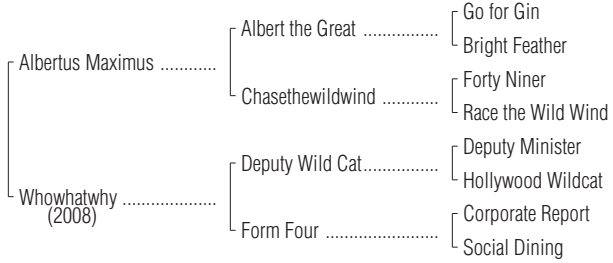 Go for Gin
Albert the Great ................
Bright Feather
Albertus Maximus ............
Forty Niner
Chasethewildwind ............
Race the Wild Wind
Deputy Minister
Deputy Wild Cat................
Hollywood Wildcat
Whowhatwhy ....................
(2008)
Corporate Report
Form Four ........................
Social Dining